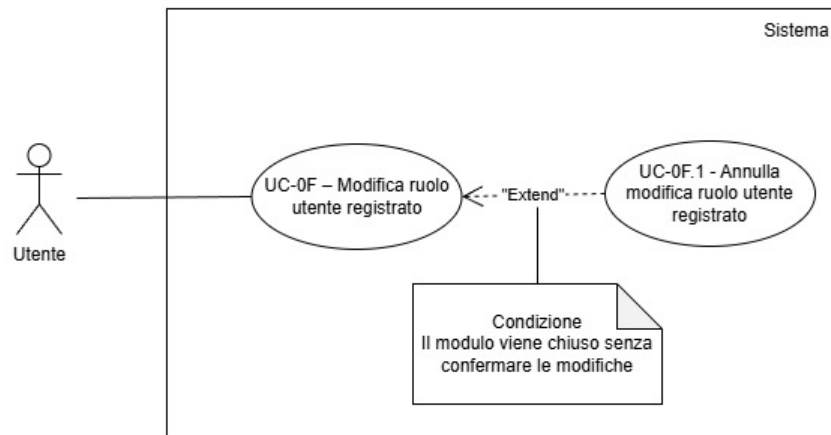 Sistema
Utente
UC-0F – Modifica ruolo
utente registrato
"Extend"
UC-0F.1 - Annulla
modifica ruolo utente
registrato
Condizione
Il modulo viene chiuso senza
confermare le modifiche